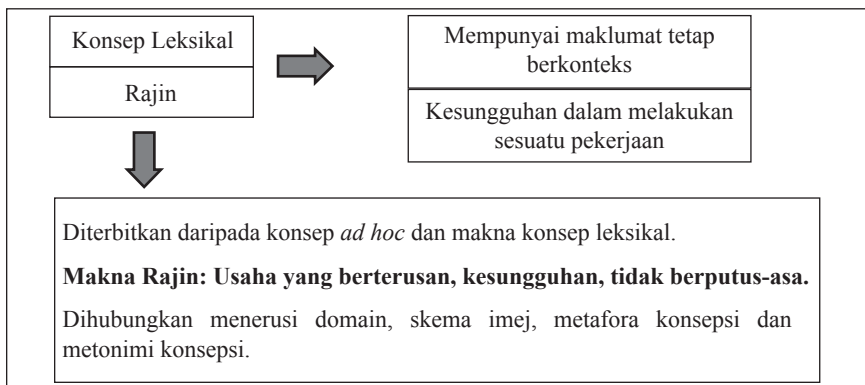 Konsep Leksikal
Rajin
Mempunyai maklumat tetap
berkonteks
Kesungguhan dalam melakukan
sesuatu pekerjaan
Diterbitkan daripada konsep ad hoc dan makna konsep leksikal.
Makna Rajin: Usaha yang berterusan, kesungguhan, tidak berputus-asa.
Dihubungkan menerusi domain, skema imej, metafora konsepsi dan
metonimi konsepsi.